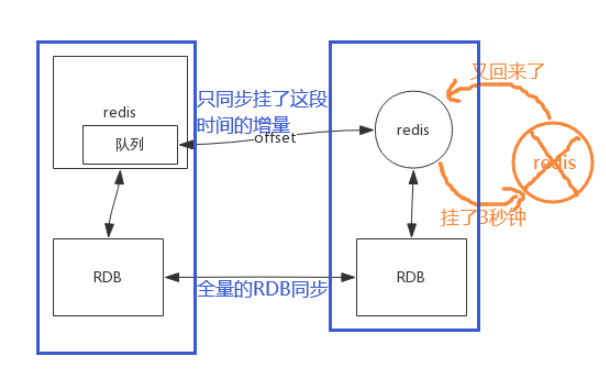 又回来了
只同步挂了这段
时间的增量
redis
队列
offset
redis
redis
挂了3秒钟
RDB
全量的RDB同步
RDB